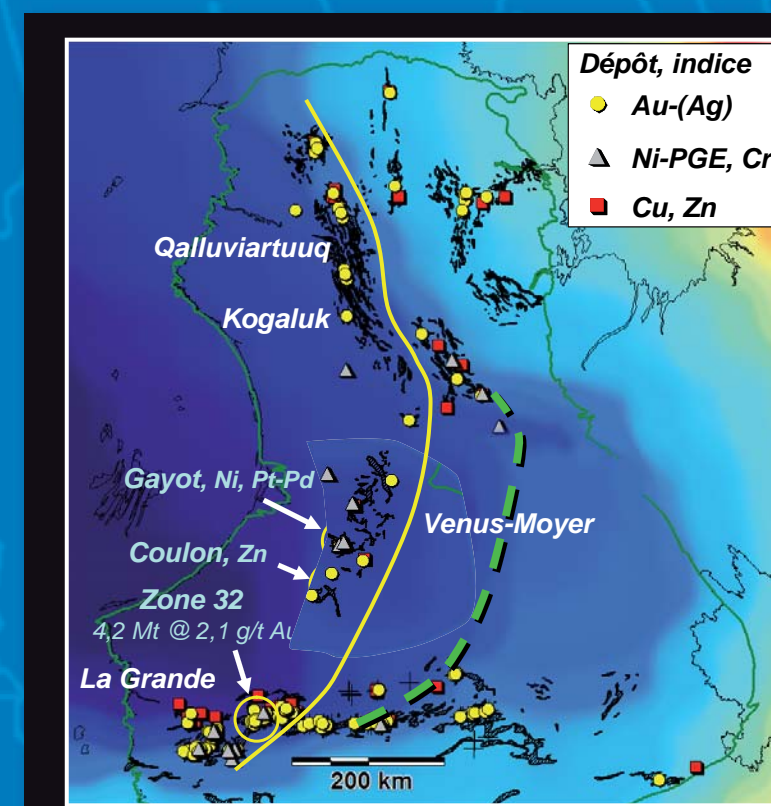 Dépôt, indice
Au-(Ag)
Ni-PGE, Cr
Cu, Zn
Qalluviartuuq
Kogaluk
Gayot, Ni, Pt-Pd
Venus-Moyer
Coulon, Zn
Zone 32
4,2 Mt @ 2,1 g/t Au
La Grande
200 km